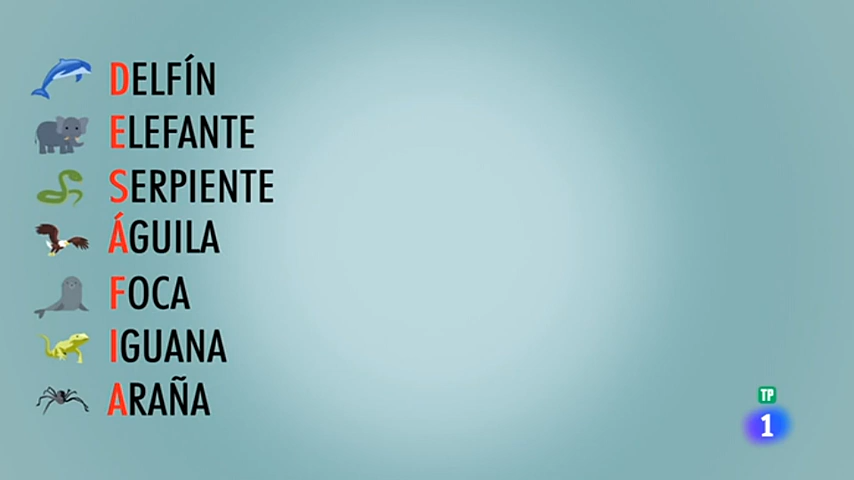 DELFÍN
ELEFANTE
SERPIENTE
ÁGUILA
FOCA
IGUANA
ARAÑA
TP
1